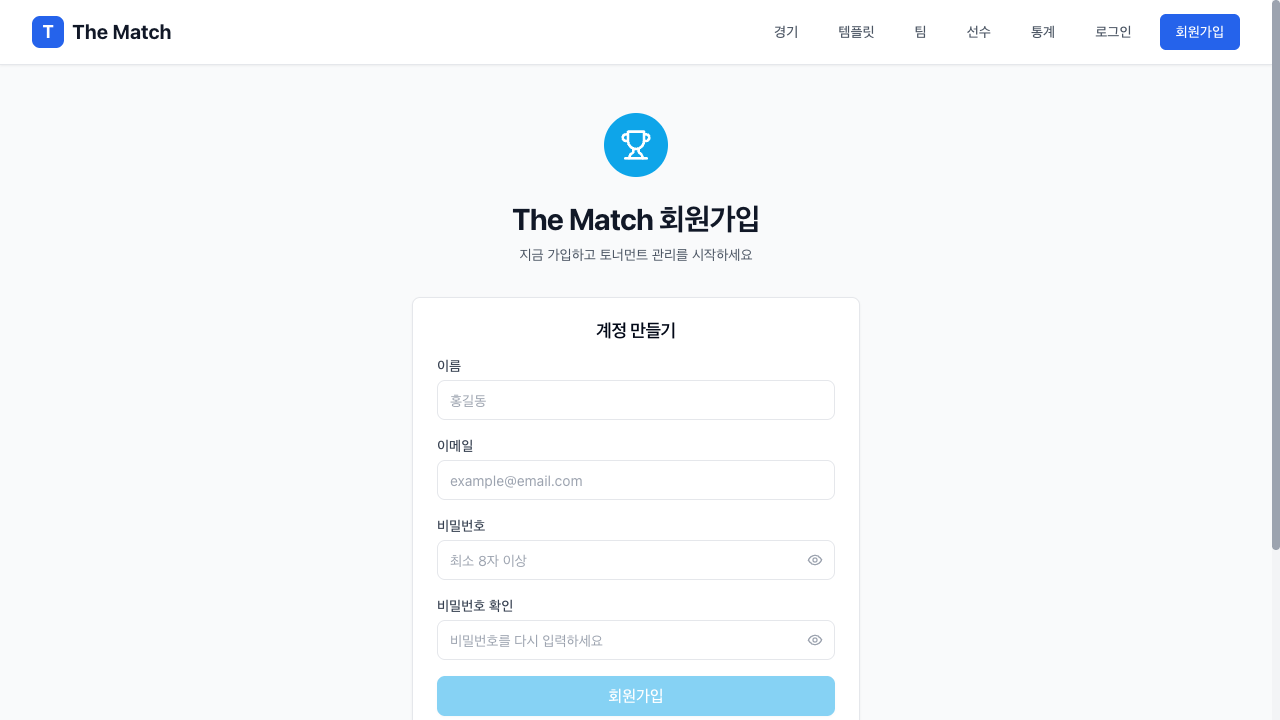 T The Match
경기 템플릿 팀 선수 통계 로그인 회원가입
The Match 회원가입
지금 가입하고 토너먼트 관리를 시작하세요
계정 만들기
이름
홍길동
이메일
example@email.com
비밀번호
최소 8자 이상
비밀번호 확인
비밀번호를 다시 입력하세요
회원가입